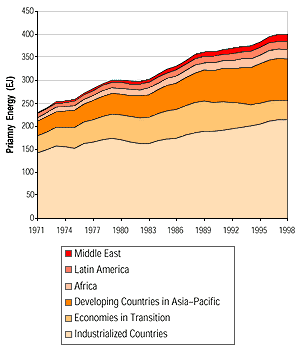 450
400
350
300
250
200
150
100
50
0
Priamny Energy (EJ)
1971 1974 1977 1980 1983 1986 1989 1992 1995 1998
Middle East
Latin America
Africa
Developing Countries in Asia–Pacific
Economies in Transition
Industrialized Countries